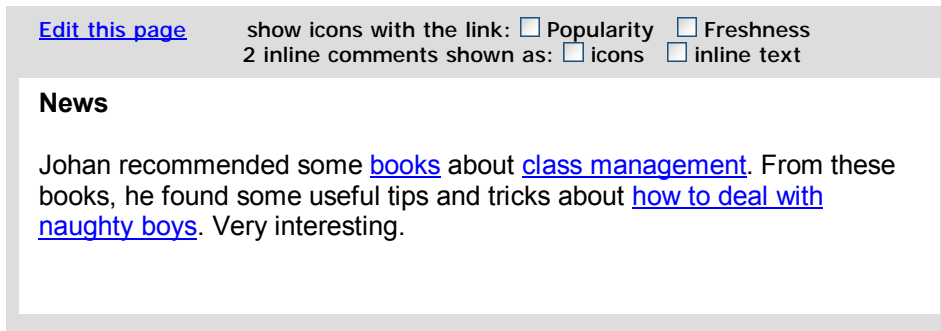 Edit this page show icons with the link: Popularity Freshness
2 inline comments shown as: icons inline text
News
Johan recommended some books about class management. From these
books, he found some useful tips and tricks about how to deal with
naughty boys. Very interesting.